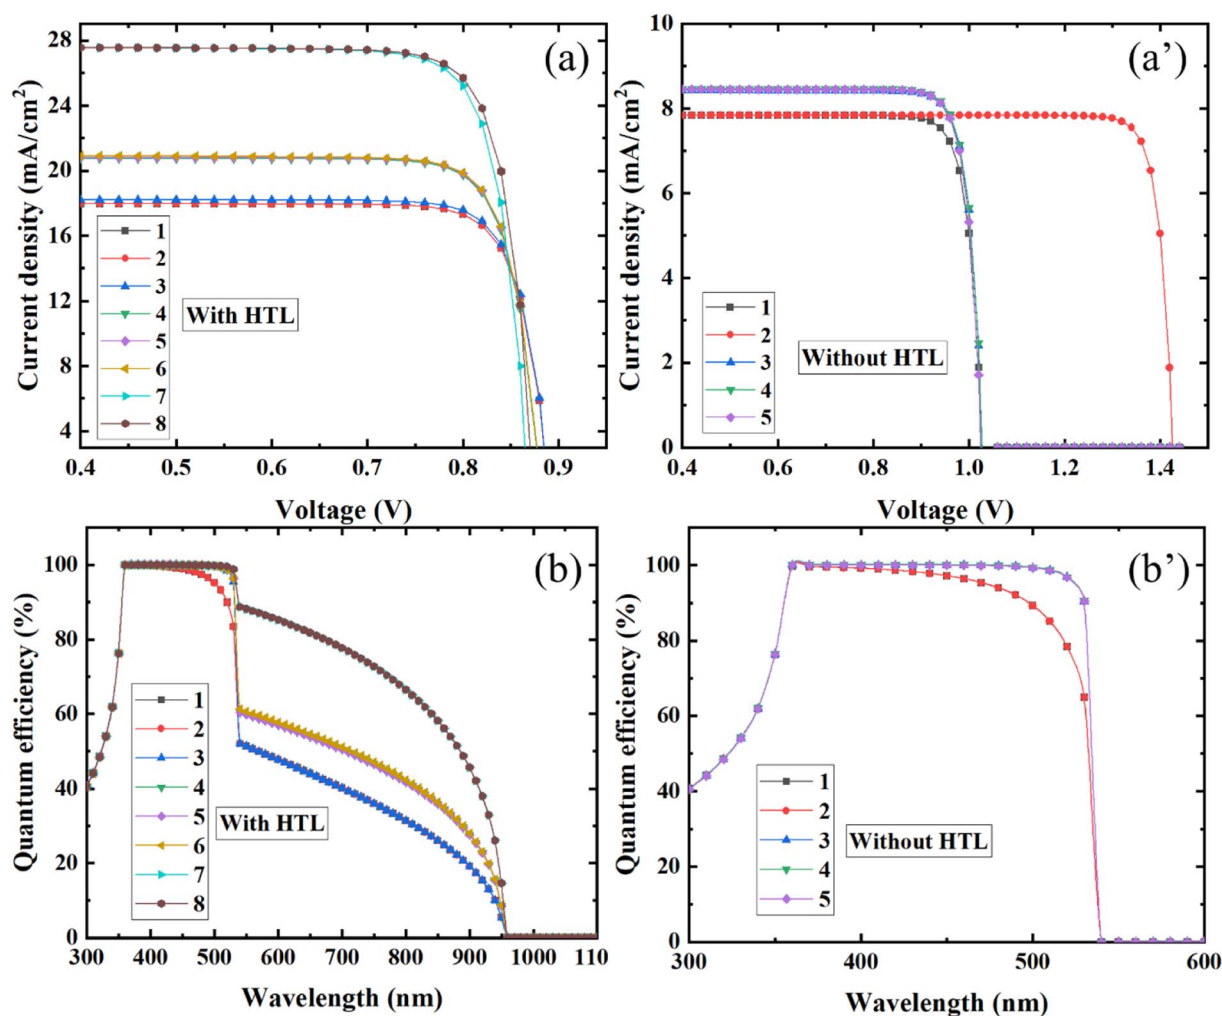 (a)
Current density (mA/cm²)
28
24
20
16
12
8
4
1
2
3
4
5
6
7
8
With HTL
0.4 0.5 0.6 0.7 0.8 0.9
Voltage (V)
(a’)
Current density (mA/cm²)
10
8
6
4
2
0
1
2
3
4
5
Without HTL
0.4 0.6 0.8 1.0 1.2 1.4
Voltage (V)
(b)
Quantum efficiency (%)
100
80
60
40
20
0
1
2
3
4
5
6
7
8
With HTL
300 400 500 600 700 800 900 1000 110
Wavelength (nm)
(b’)
Quantum efficiency (%)
100
80
60
40
20
0
1
2
3
4
5
Without HTL
300 400 500 600
Wavelength (nm)